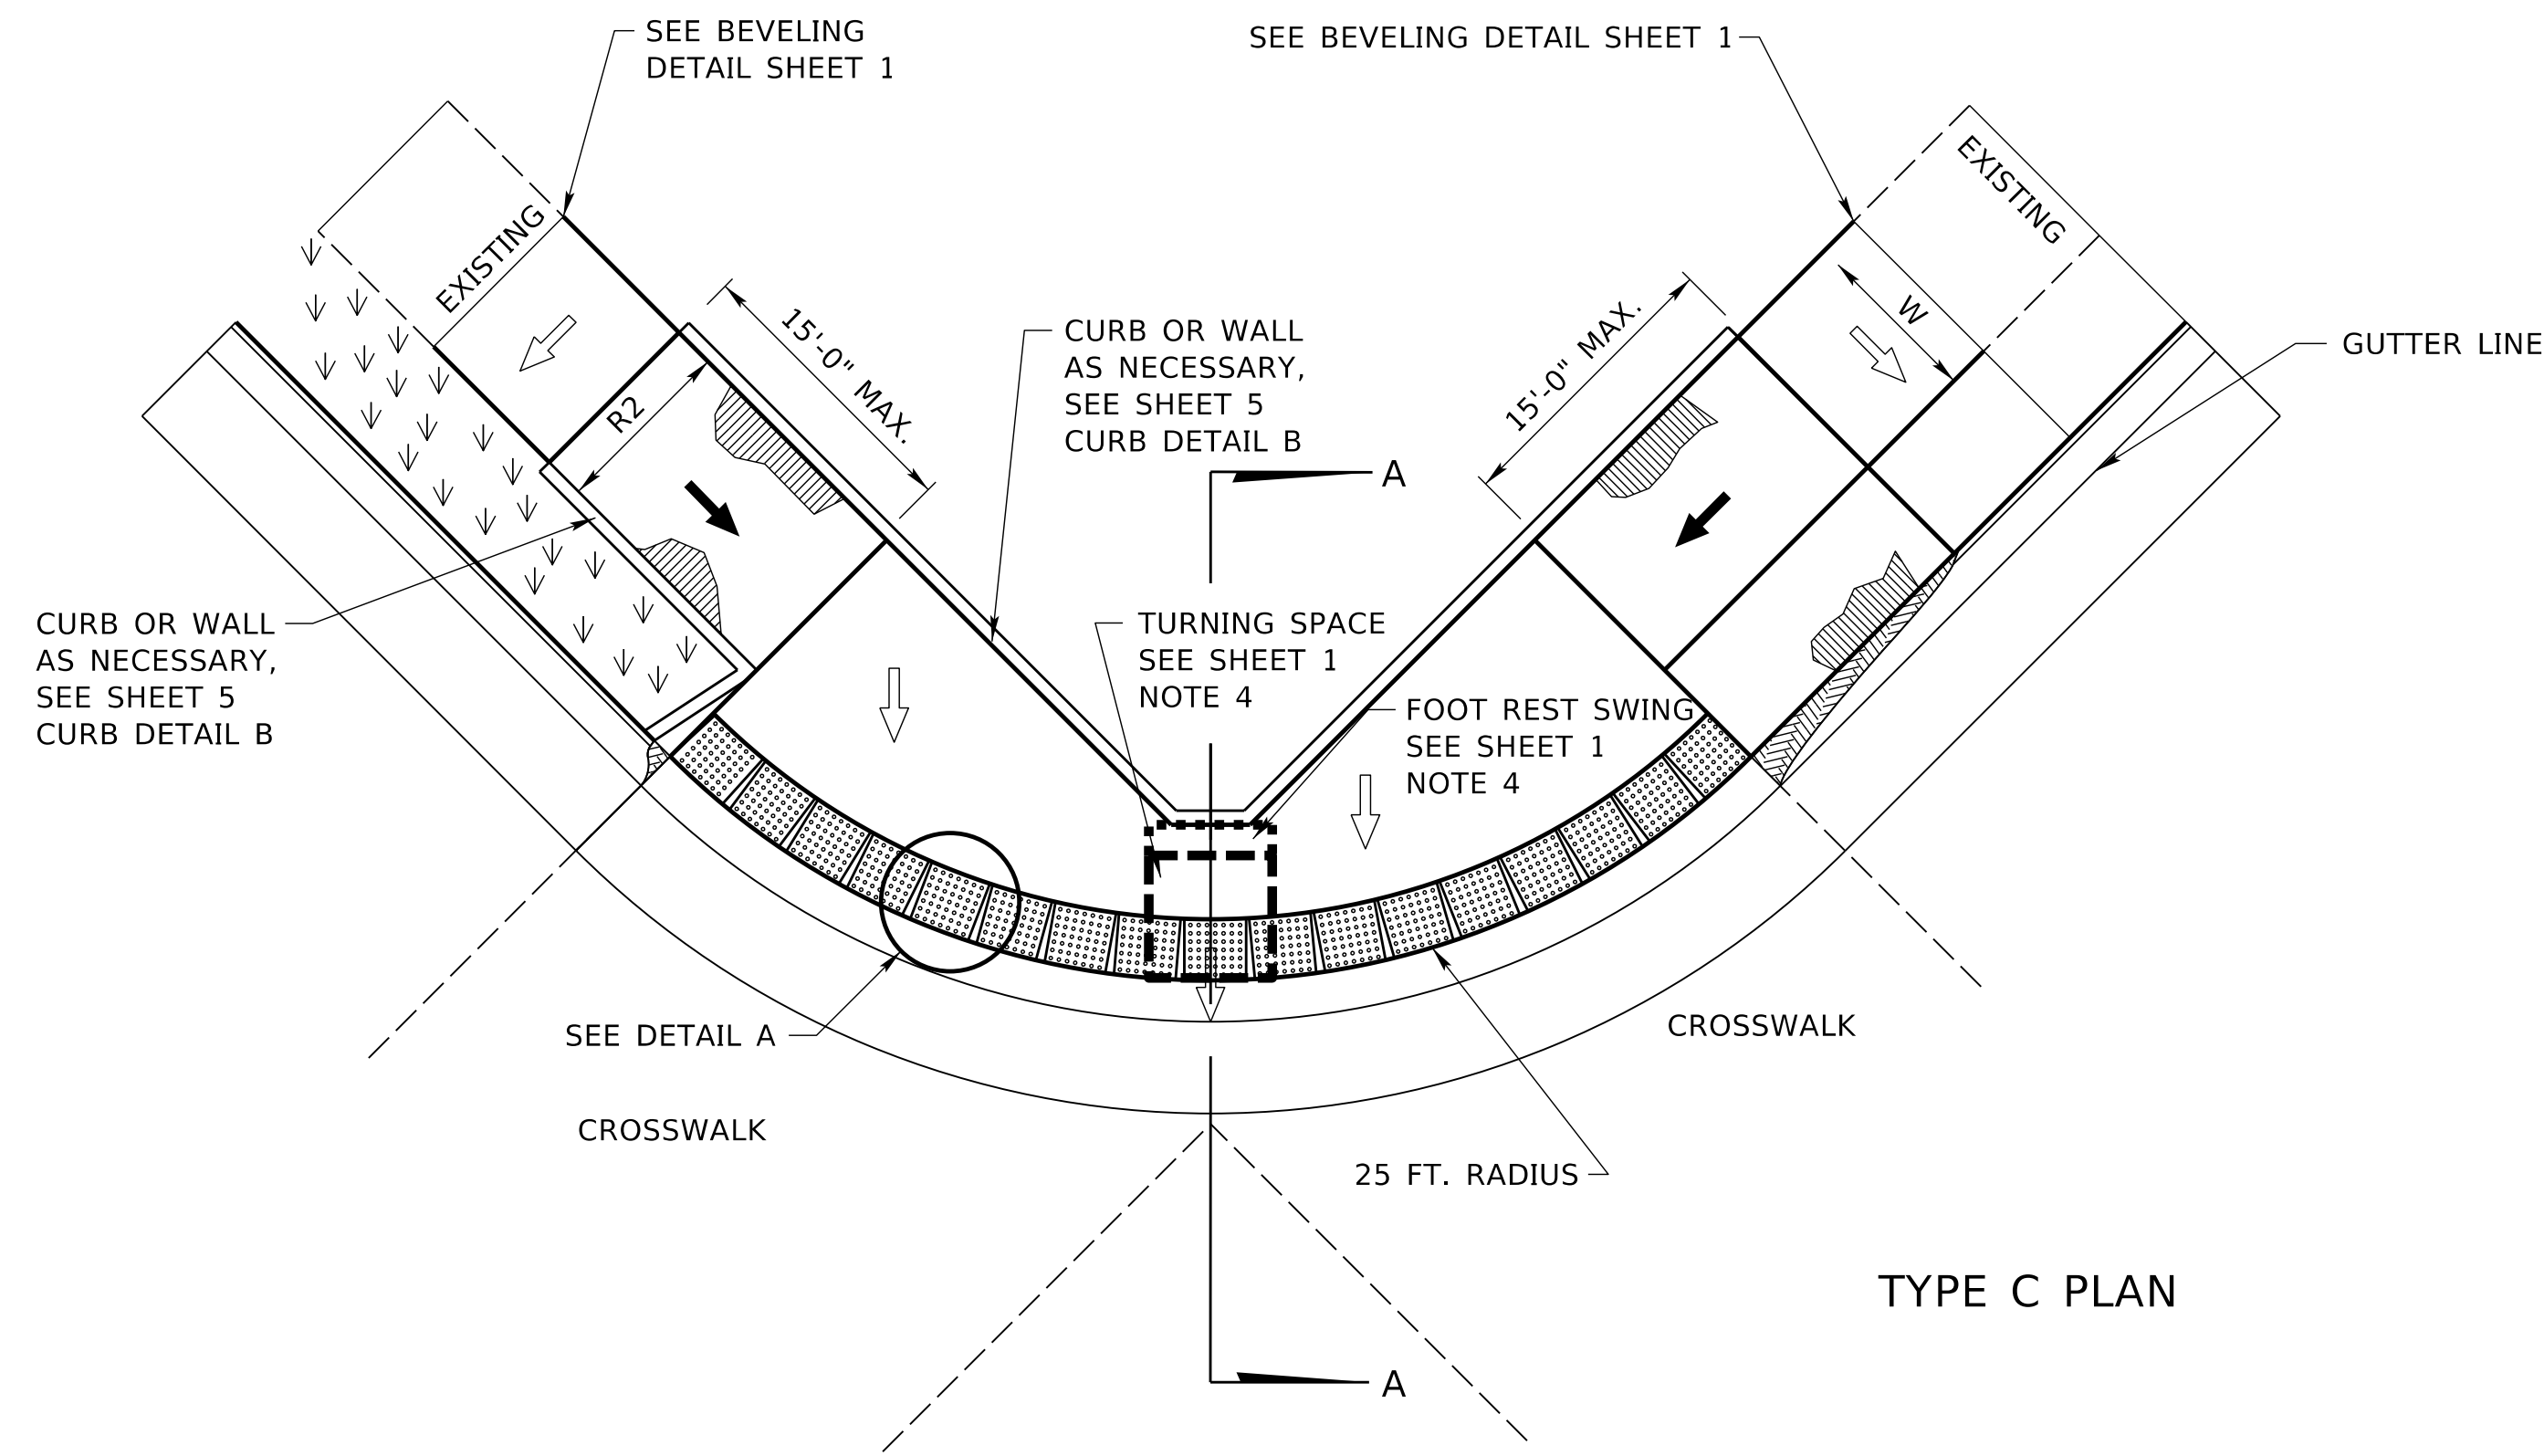 SEE BEVELING
DETAIL SHEET 1
SEE BEVELING DETAIL SHEET 1
EXISTING
EXISTING
15'-0" MAX.
15'-0" MAX.
W
R2
CURB OR WALL
AS NECESSARY,
SEE SHEET 5
CURB DETAIL B
GUTTER LINE
A
CURB OR WALL
AS NECESSARY,
SEE SHEET 5
CURB DETAIL B
TURNING SPACE
SEE SHEET 1
NOTE 4
FOOT REST SWING
SEE SHEET 1
NOTE 4
SEE DETAIL A
CROSSWALK
CROSSWALK
25 FT. RADIUS
TYPE C PLAN
A